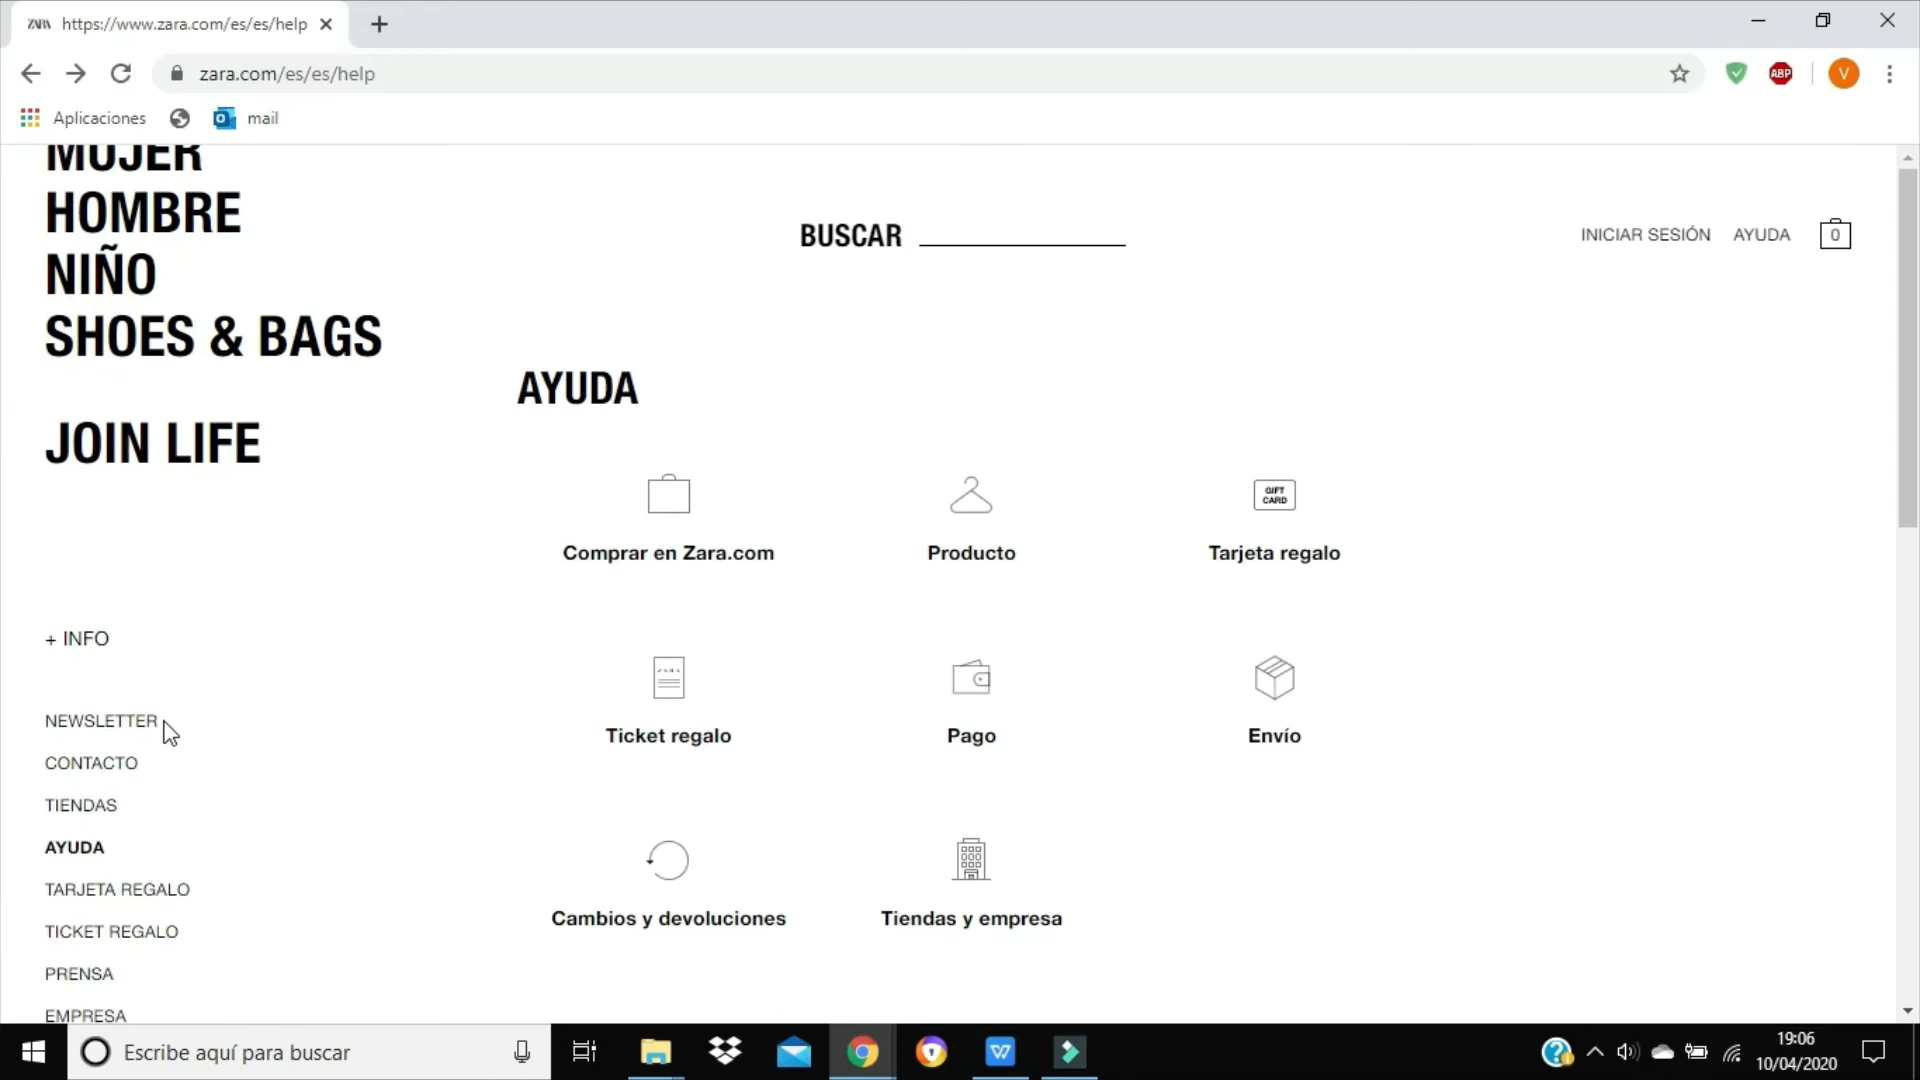 ZARA https://www.zara.com/es/es/help
zara.com/es/es/help
ABP
V
Aplicaciones
mail
MUJER
HOMBRE
NIÑO
SHOES & BAGS
JOIN LIFE
BUSCAR
INICIAR SESIÓN AYUDA 0
AYUDA
GIFT
CARD
Comprar en Zara.com Producto Tarjeta regalo
ZARA
Ticket regalo Pago Envío
Cambios y devoluciones Tiendas y empresa
+ INFO
NEWSLETTER
CONTACTO
TIENDAS
AYUDA
TARJETA REGALO
TICKET REGALO
PRENSA
EMPRESA
Escribe aquí para buscar
19:06
10/04/2020